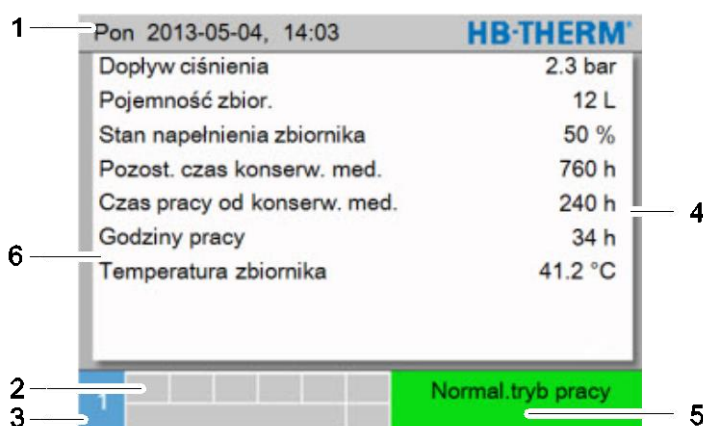 1 Pon 2013-05-04, 14:03 HB-THERM®
Dopływ ciśnienia 2.3 bar
Pojemność zbior. 12 L
Stan napełnienia zbiornika 50 %
Pozost. czas konserw. med. 760 h
Czas pracy od konserw. med. 240 h
4
Godziny pracy 34 h
6
Temperatura zbiornika 41.2 °C
2 1 Normal.tryb pracy
3 5